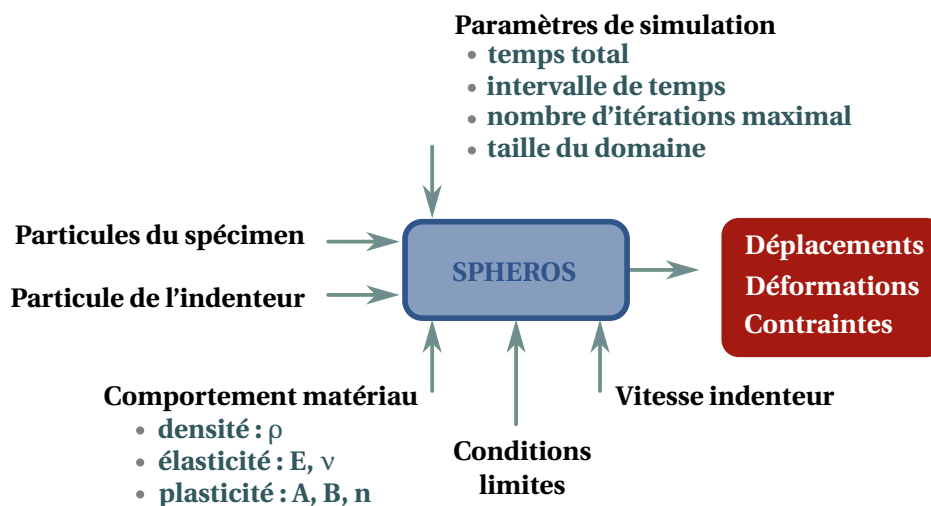 Paramètres de simulation
• temps total
• intervalle de temps
• nombre d'itérations maximal
• taille du domaine
Particules du spécimen
Particule de l'indenteur
SPHEROS
Déplacements
Déformations
Contraintes
Comportement matériau
• densité : ρ
• élasticité : E, ν
• plasticité : A, B, n
Conditions
limites
Vitesse indenteur